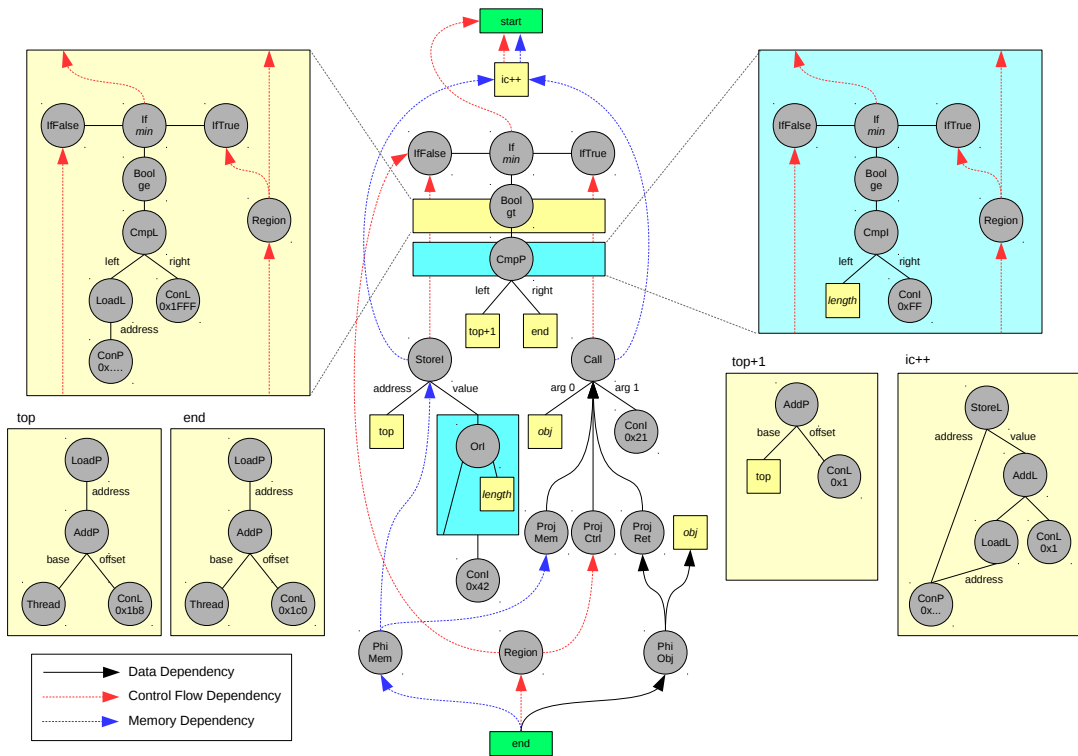 start
ic++
IfFalse
If
min
IfTrue
Bool
ge
CmpL
Region
left
right
LoadL
ConL
0x1FFF
address
ConP
0x....
IfFalse
If
min
IfTrue
Bool
gt
CmpP
left
right
top+1
end
IfFalse
If
min
IfTrue
Bool
ge
CmpI
Region
left
right
length
ConI
0xFF
StoreI
address
value
top
OrI
length
ConI
0x42
Call
arg 0
arg 1
obj
ConI
0x21
Proj
Mem
Proj
Ctrl
Proj
Ret
obj
Phi
Mem
Region
Phi
Obj
end
top
LoadP
address
AddP
base
offset
Thread
ConL
0x1b8
end
LoadP
address
AddP
base
offset
Thread
ConL
0x1c0
top+1
AddP
base
offset
top
ConL
0x1
ic++
StoreL
address
value
AddL
LoadL
ConL
0x1
address
ConP
0x...
Data Dependency
Control Flow Dependency
Memory Dependency